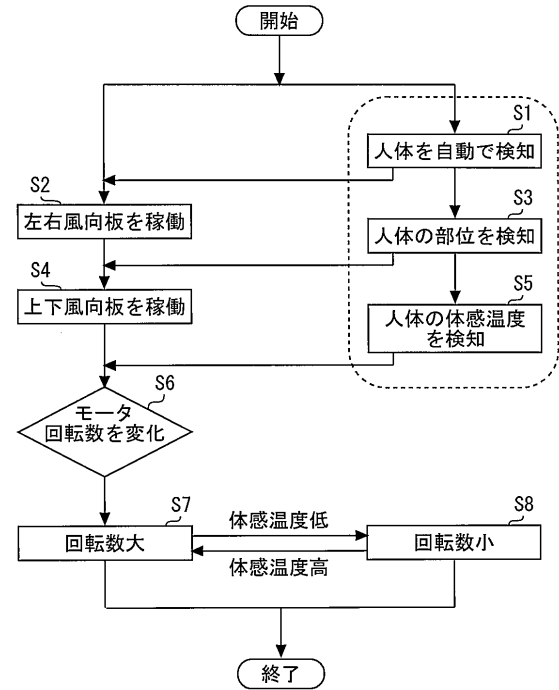 開始
S1
人体を自動で検知
S2
左右風向板を稼働
S3
人体の部位を検知
S4
上下風向板を稼働
S5
人体の体感温度
を検知
S6
モータ
回転数を変化
S7
回転数大
体感温度低
体感温度高
S8
回転数小
終了